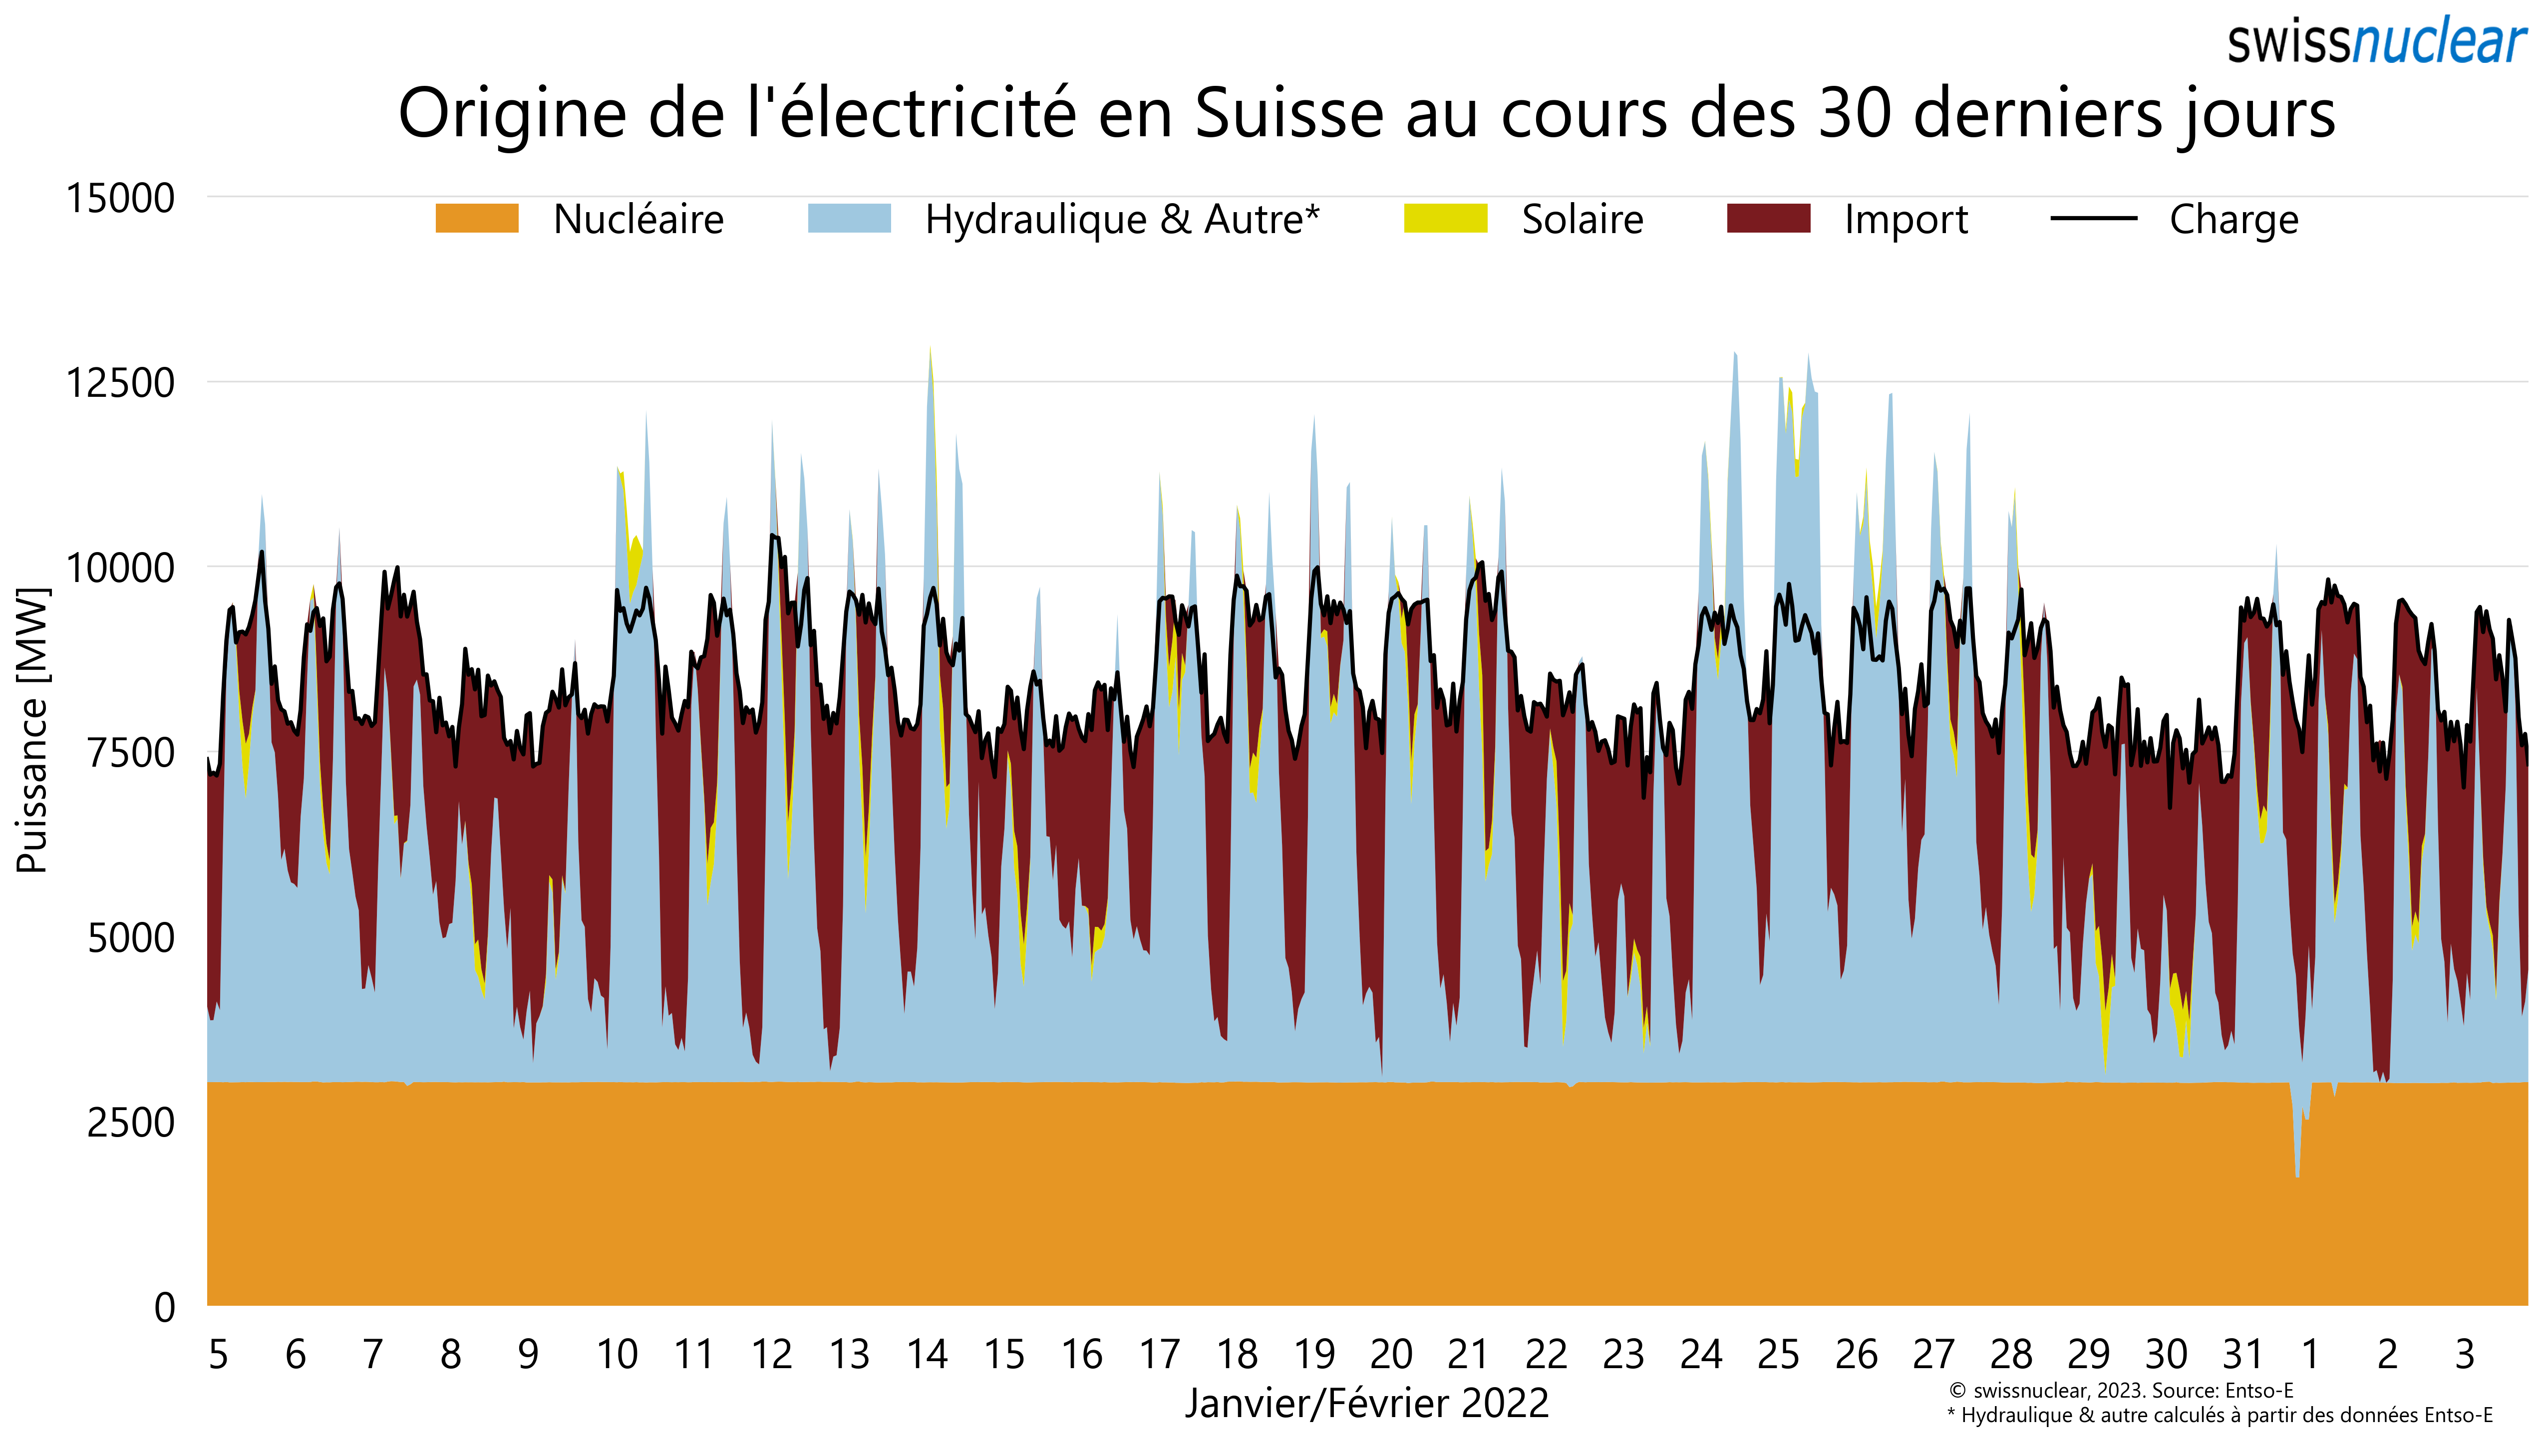 swissnuclear
Origine de l'électricité en Suisse au cours des 30 derniers jours
15000
Nucléaire Hydraulique & Autre* Solaire Import Charge
12500
10000
7500
5000
2500
0
Puissance [MW]
5 6 7 8 9 10 11 12 13 14 15 16 17 18 19 20 21 22 23 24 25 26 27 28 29 30 31 1 2 3
Janvier/Février 2022
© swissnuclear, 2023. Source: Entso-E
* Hydraulique & autre calculés à partir des données Entso-E